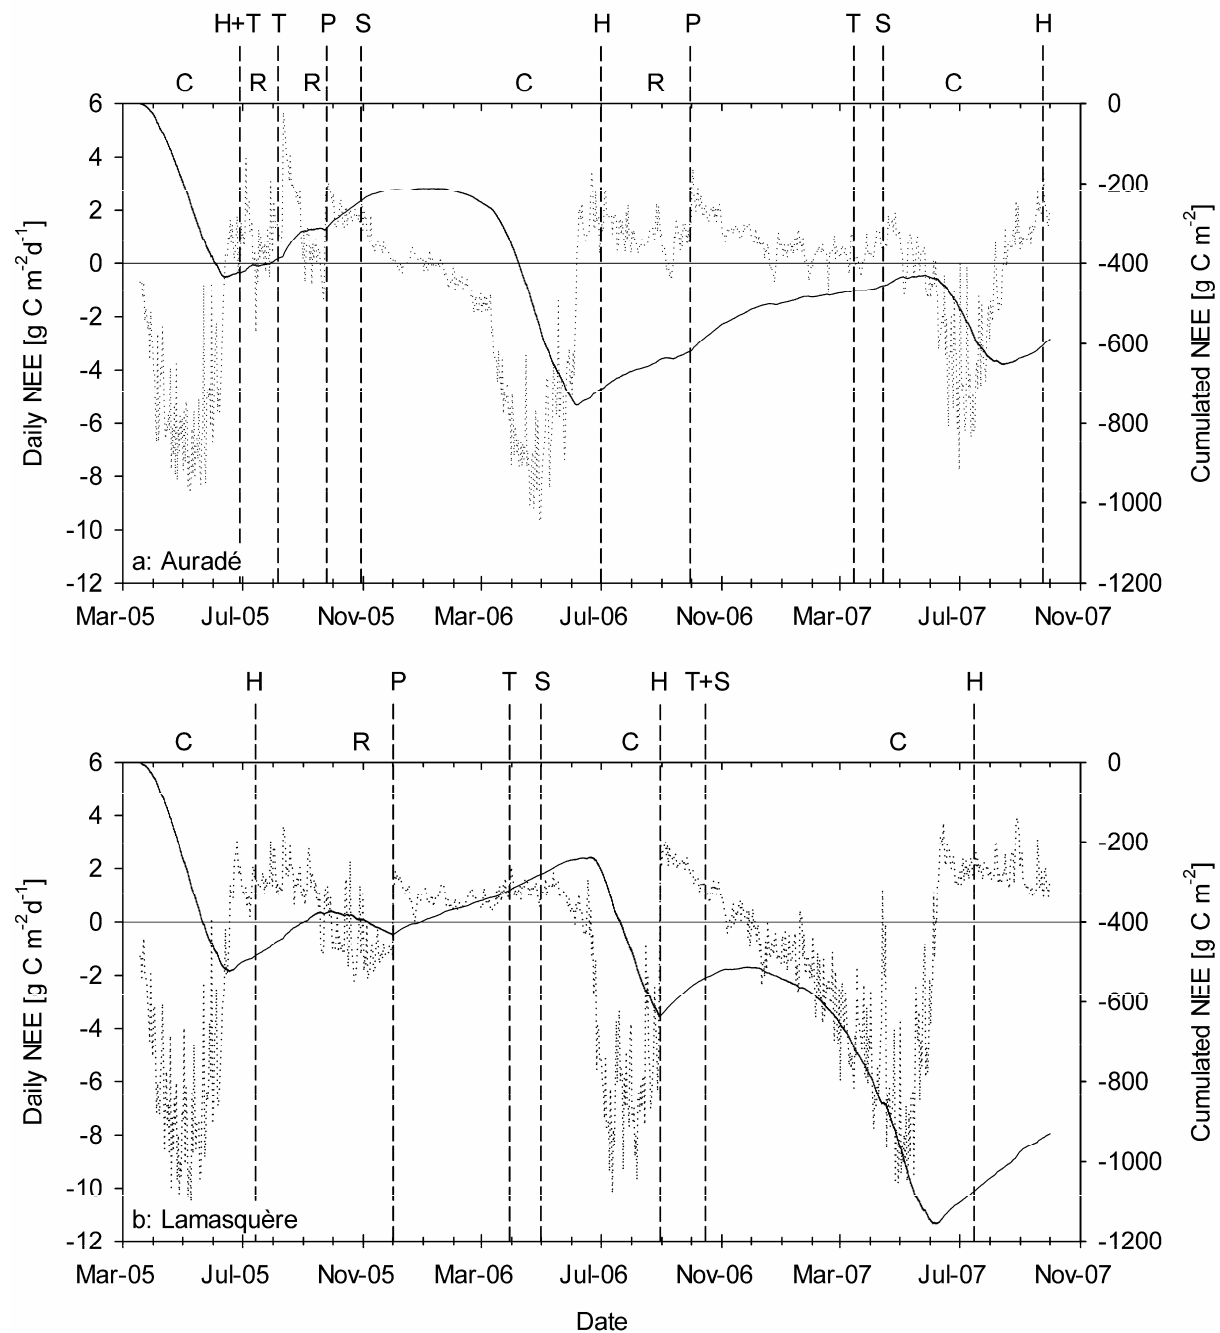 H+T T P S H P T S H
C R R C R C
6 0
4
-200
2
0 -400
-2
-600
-4
-6 -800
-8
-1000
-10
-12 -1200
Daily NEE [g C m-2d-1]
Cumulated NEE [g C m-2]
a: Auradé
Mar-05 Jul-05 Nov-05 Mar-06 Jul-06 Nov-06 Mar-07 Jul-07 Nov-07
H P T S H T+S H
C R C C
6 0
4
-200
2
0 -400
-2
-600
-4
-6 -800
-8
-1000
-10
-12 -1200
Daily NEE [g C m-2d-1]
Cumulated NEE [g C m-2]
b: Lamasquère
Mar-05 Jul-05 Nov-05 Mar-06 Jul-06 Nov-06 Mar-07 Jul-07 Nov-07
Date